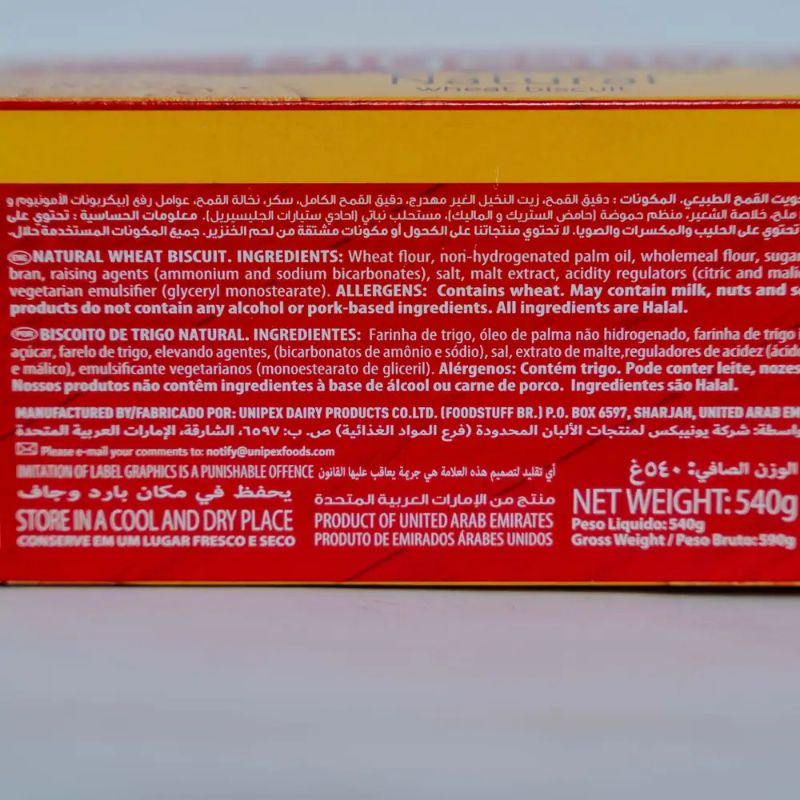 Natural
wheat biscuit
القمح الطبيعي. المكونات : دقيق القمح، زيت النخيل الغير مهدرج، دقيق القمح الكامل، سكر، نخالة القمح، عوامل رفع (بيكربونات الأمونيوم و
ملح، خلاصة الشعير، منظم حموضة (حامض الستريك و الماليك)، مستحلب نباتي (احادي ستيارات الجليسيريل). معلومات الحساسية : تحتوي على
تحتوي على الحليب والمكسرات والصويا. لا تحتوي منتجاتنا على الكحول أو مكونات مشتقة من لحم الخنزير. جميع المكونات المستخدمة حلال.
ENG NATURAL WHEAT BISCUIT. INGREDIENTS: Wheat flour, non-hydrogenated palm oil, wholemeal flour, sugar
bran, raising agents (ammonium and sodium bicarbonates), salt, malt extract, acidity regulators (citric and mali
vegetarian emulsifier (glyceryl monostearate). ALLERGENS: Contains wheat. May contain milk, nuts and s
products do not contain any alcohol or pork-based ingredients. All ingredients are Halal.
POR BISCOITO DE TRIGO NATURAL. INGREDIENTES: Farinha de trigo, óleo de palma não hidrogenado, farinha de trigo
açúcar, farelo de trigo, elevando agentes, (bicarbonatos de amônio e sódio), sal, extrato de malte,reguladores de acidez (ácido
e málico), emulsificante vegetarianos (monoestearato de gliceril). Alérgenos: Contém trigo. Pode conter leite, nozes
Nossos produtos não contêm ingredientes à base de álcool ou carne de porco. Ingredientes são Halal.
MANUFACTURED BY/FABRICADO POR: UNIPEX DAIRY PRODUCTS CO.LTD. (FOODSTUFF BR.) P.O. BOX 6597, SHARJAH, UNITED ARAB EM
واسطة: شركة يونيبكس لمنتجات الألبان المحدودة (فرع المواد الغذائية) ص. ب: ٦٥٩٧، الشارقة، الإمارات العربية المتحدة
Please e-mail your comments to: notify@unipexfoods.com
IMITATION OF LABEL GRAPHICS IS A PUNISHABLE OFFENCE أي تقليد لتصميم هذه العلامة هي جريمة يعاقب عليها القانون
يحفظ في مكان بارد وجاف
STORE IN A COOL AND DRY PLACE
CONSERVE EM UM LUGAR FRESCO E SECO
منتج من الإمارات العربية المتحدة
PRODUCT OF UNITED ARAB EMIRATES
PRODUTO DE EMIRADOS ÁRABES UNIDOS
الوزن الصافي: ٥٤٠غ
NET WEIGHT: 540g
Peso Liquido: 540g
Gross Weight / Peso Bruto: 590g